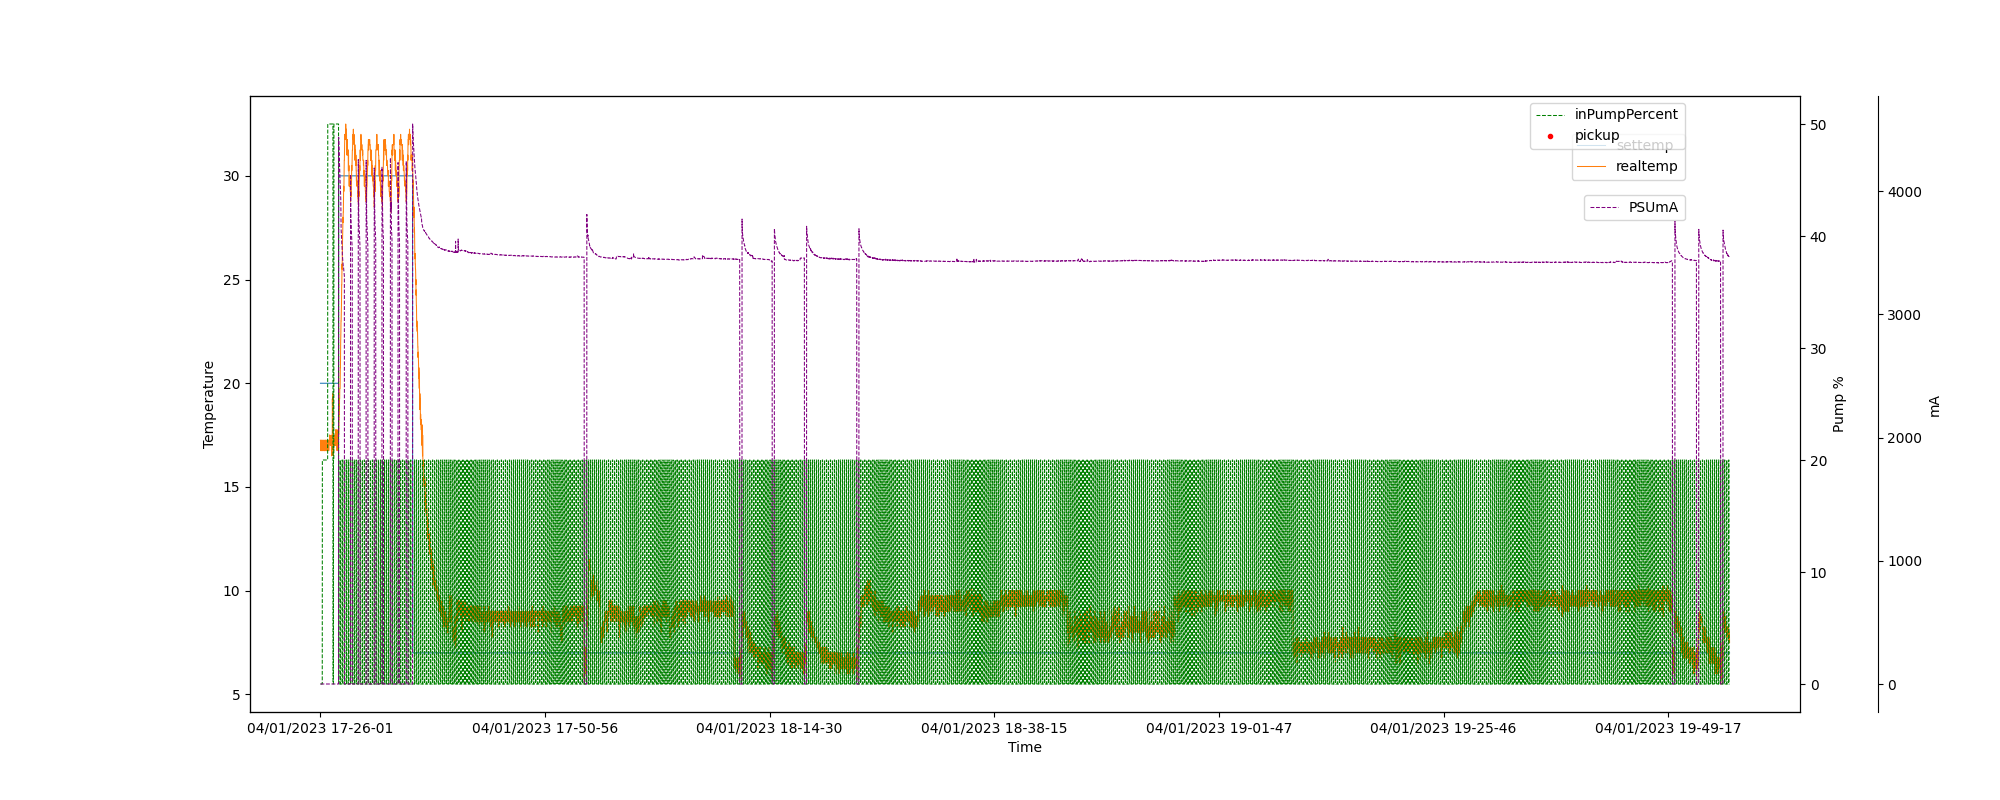 inPumpPercent
pickup
settemp
realtemp
PSUmA
30
25
20
15
10
5
Temperature
50
40
30
20
10
0
Pump %
4000
3000
2000
1000
0
mA
04/01/2023 17-26-01
04/01/2023 17-50-56
04/01/2023 18-14-30
04/01/2023 18-38-15
04/01/2023 19-01-47
04/01/2023 19-25-46
04/01/2023 19-49-17
Time